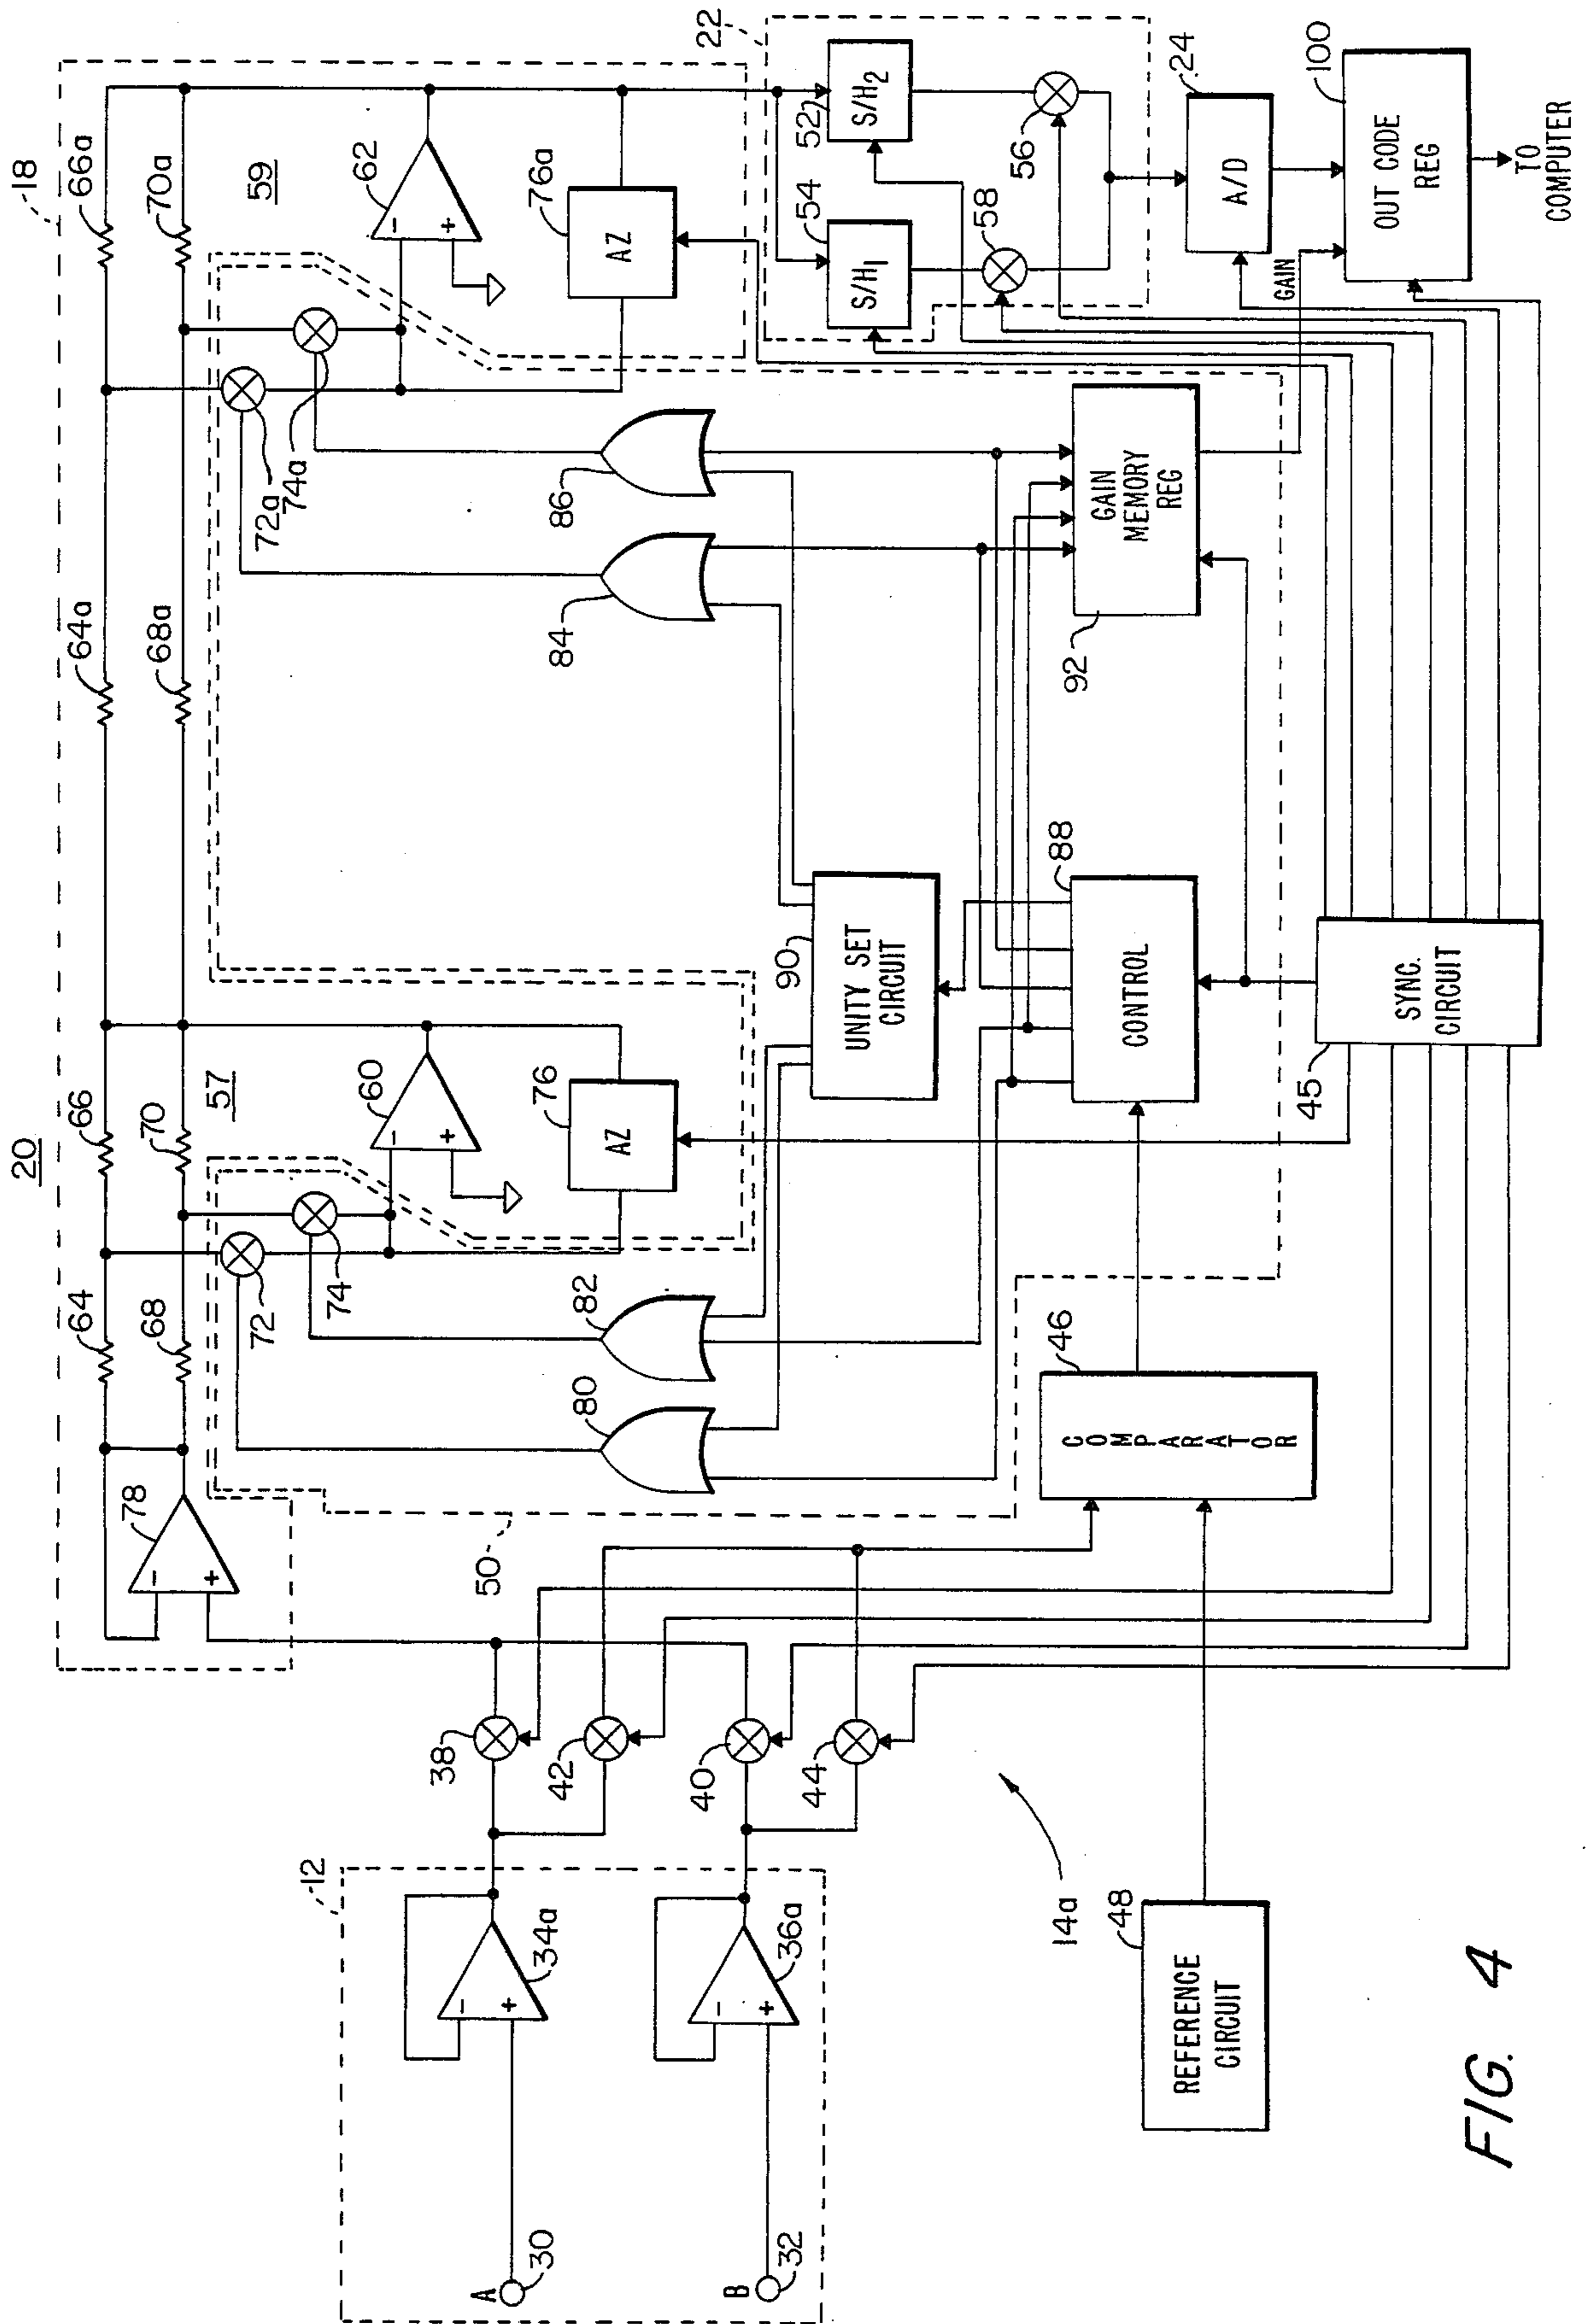 20
18
78
64
66
64a
66a
68
70
68a
70a
57
59
72
74
72a
74a
60
62
76
AZ
76a
AZ
22
52
S/H2
54
S/H1
56
58
24
A/D
GAIN
100
OUT CODE
REG
TO
COMPUTER
80
82
84
86
90
UNITY SET
CIRCUIT
88
CONTROL
92
GAIN
MEMORY
REG
45
SYNC.
CIRCUIT
50
46
COMPARATOR
12
A
30
B
32
34a
-
+
36a
-
+
38
42
40
44
14a
48
REFERENCE
CIRCUIT
-
+
-
+
-
+
FIG. 4